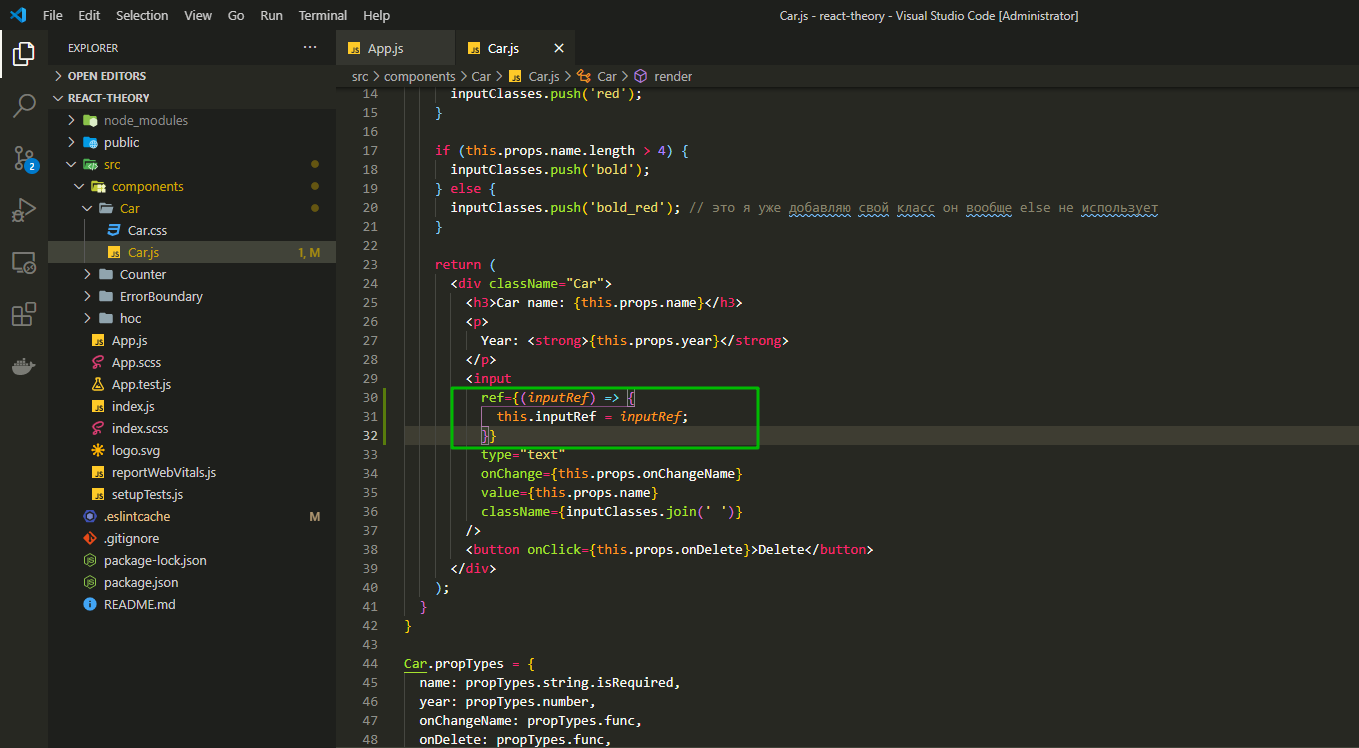 File Edit Selection View Go Run Terminal Help
Car.js - react-theory - Visual Studio Code [Administrator]
EXPLORER ...
OPEN EDITORS
REACT-THEORY
node_modules
public
src
components
Car
Car.css
Car.js 1, M
Counter
ErrorBoundary
hoc
App.js
App.scss
App.test.js
index.js
index.scss
logo.svg
reportWebVitals.js
setupTests.js
.eslintcache M
.gitignore
package-lock.json
package.json
README.md
2
App.js Car.js
src > components > Car > Car.js > Car > render
14 inputClasses.push('red');
15 }
16
17 if (this.props.name.length > 4) {
18 inputClasses.push('bold');
19 } else {
20 inputClasses.push('bold_red'); // это я уже добавляю свой класс он вообще else не использует
21 }
22
23 return (
24 <div className="Car">
25 <h3>Car name: {this.props.name}</h3>
26 <p>
27 Year: <strong>{this.props.year}</strong>
28 </p>
29 <input
30 ref={(inputRef) => {
31 this.inputRef = inputRef;
32 }}
33 type="text"
34 onChange={this.props.onChangeName}
35 value={this.props.name}
36 className={inputClasses.join(' ')}
37 />
38 <button onClick={this.props.onDelete}>Delete</button>
39 </div>
40 );
41 }
42 }
43
44 Car.propTypes = {
45 name: propTypes.string.isRequired,
46 year: propTypes.number,
47 onChangeName: propTypes.func,
48 onDelete: propTypes.func,